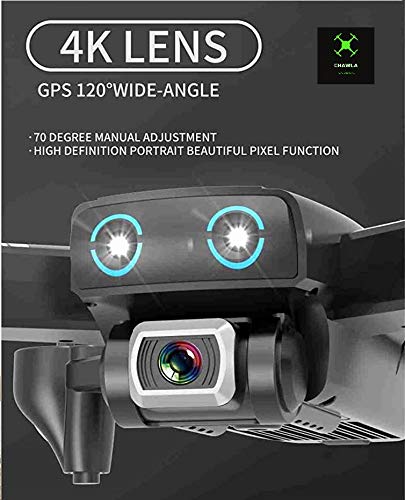 4K LENS
CHAWLA
GPS 120°WIDE-ANGLE
· 70 DEGREE MANUAL ADJUSTMENT
· HIGH DEFINITION PORTRAIT BEAUTIFUL PIXEL FUNCTION